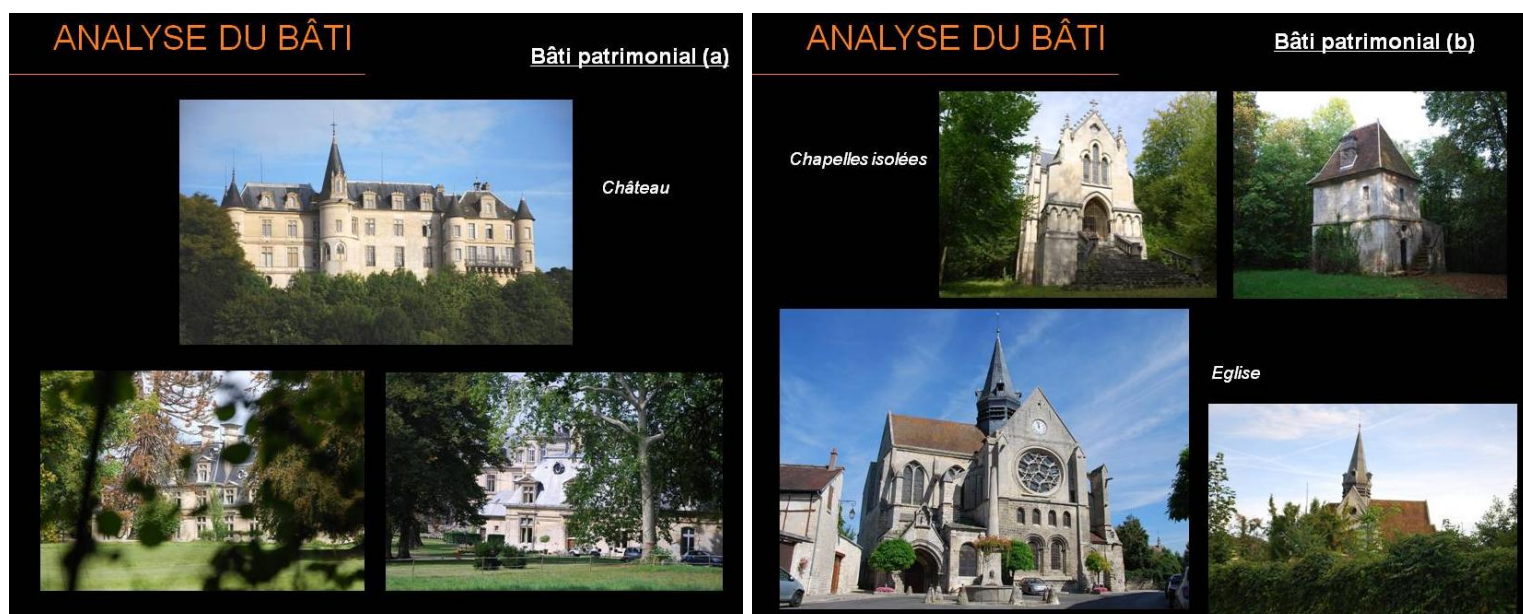 ANALYSE DU BÂTI
Bâti patrimonial (a)
Château
ANALYSE DU BÂTI
Bâti patrimonial (b)
Chapelles isolées
Eglise